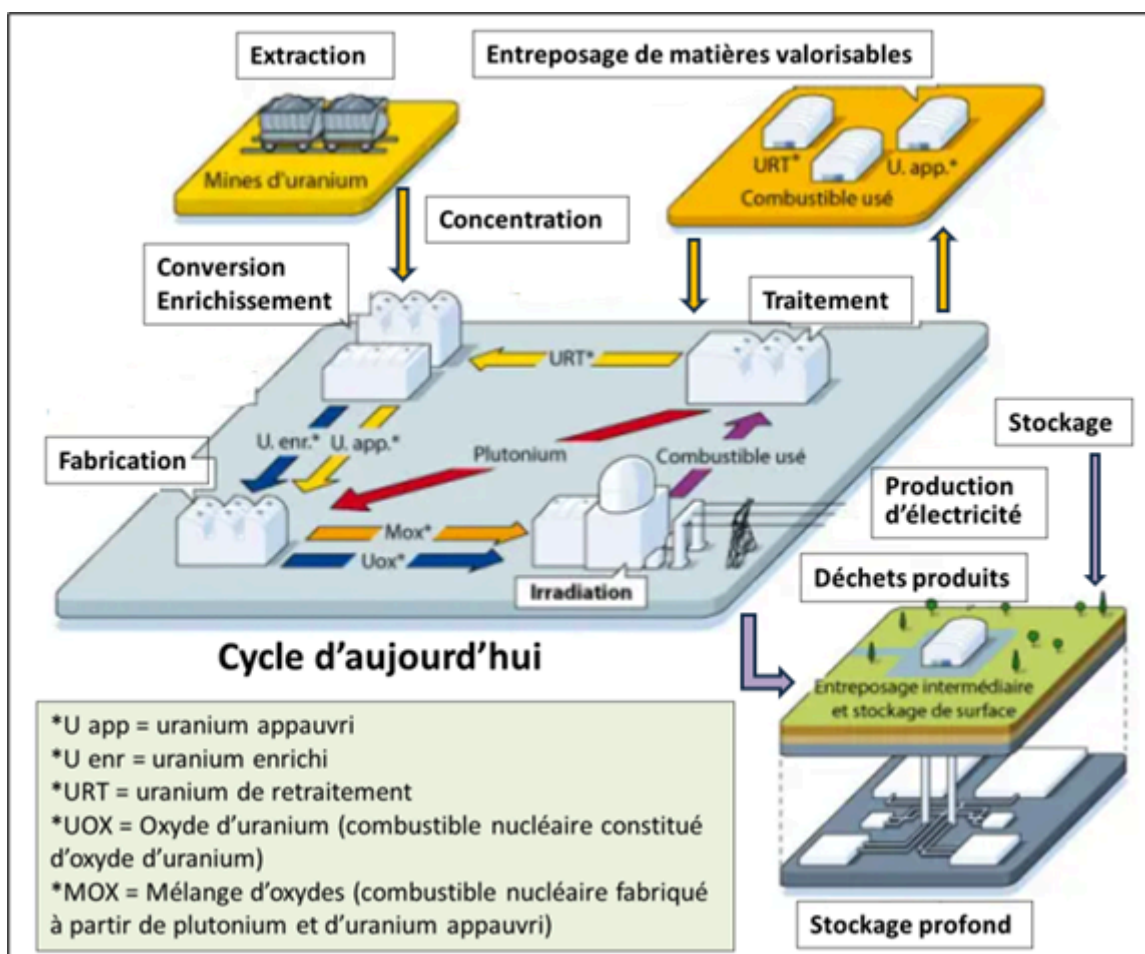 Extraction
Entreposage de matières valorisables
Mines d'uranium
URT*
U. app.*
Combustible usé
Concentration
Conversion
Enrichissement
Traitement
URT*
U. enr.*
U. app.*
Plutonium
Combustible usé
Stockage
Fabrication
Production
d'électricité
Mox*
Uox*
Irradiation
Déchets produits
Cycle d'aujourd'hui
Entreposage intermédiaire
et stockage de surface
*U app = uranium appauvri
*U enr = uranium enrichi
*URT = uranium de retraitement
*UOX = Oxyde d'uranium (combustible nucléaire constitué
d'oxyde d'uranium)
*MOX = Mélange d'oxydes (combustible nucléaire fabriqué
à partir de plutonium et d'uranium appauvri)
Stockage profond